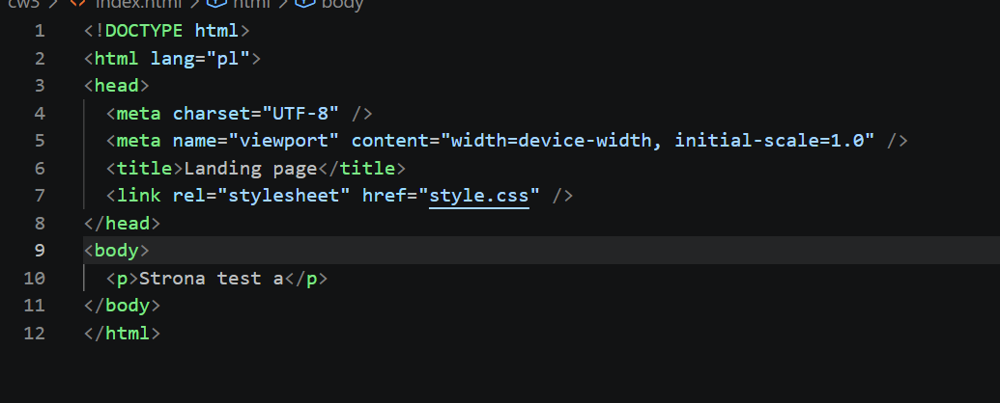 cw3 > index.html > html > body
1 <!DOCTYPE html>
2 <html lang="pl">
3 <head>
4 <meta charset="UTF-8" />
5 <meta name="viewport" content="width=device-width, initial-scale=1.0" />
6 <title>Landing page</title>
7 <link rel="stylesheet" href="style.css" />
8 </head>
9 <body>
10 <p>Strona test a</p>
11 </body>
12 </html>